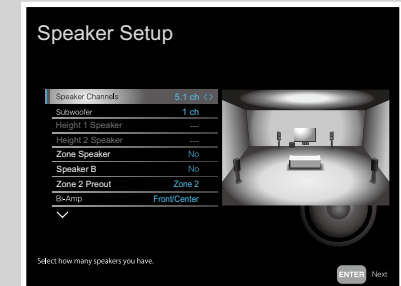 Speaker Setup
Speaker Channels 5.1 ch < >
Subwoofer 1 ch
Height 1 Speaker ---
Height 2 Speaker ---
Zone Speaker No
Speaker B No
Zone 2 Preout Zone 2
Bi-Amp Front/Center
Select how many speakers you have.
ENTER Next